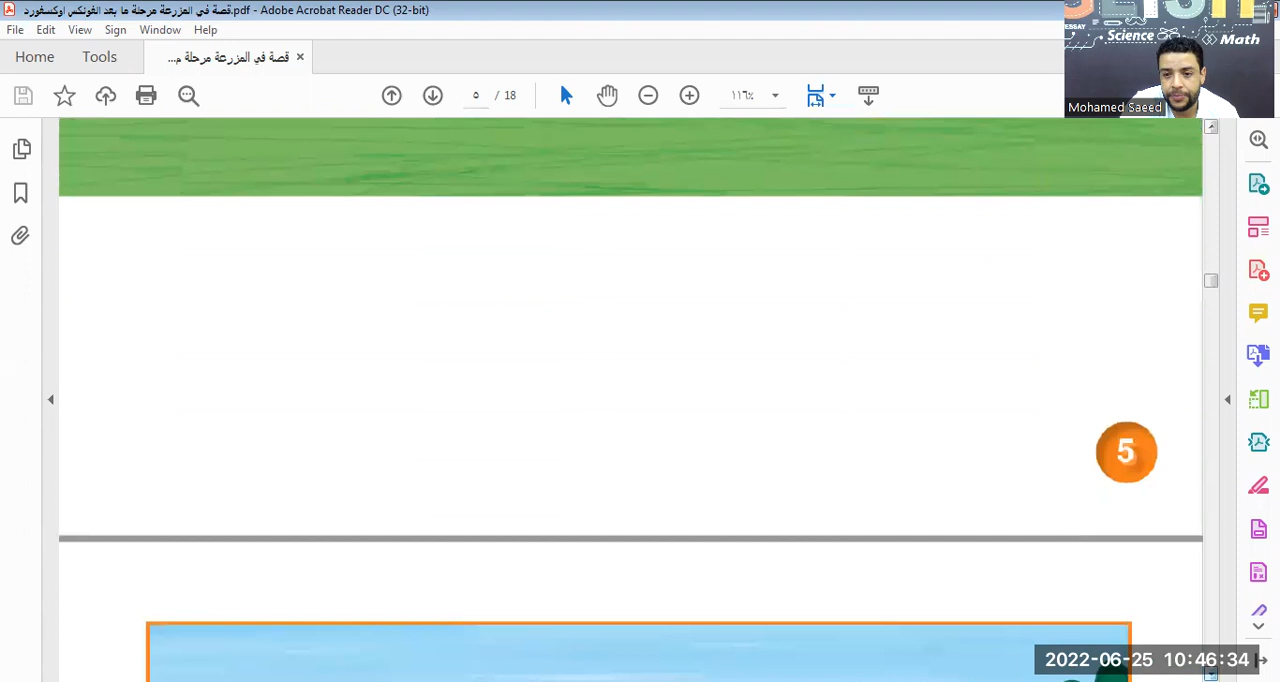 قصة في المزرعة مرحلة ما بعد الفونكس اوكسفورد.pdf - Adobe Acrobat Reader DC (32-bit)
File Edit View Sign Window Help
Home Tools قصة في المزرعة مرحلة م... ×
٥ / 18 ١١٦٪
ESSAY Science Math
Mohamed Saeed
5
2022-06-25 10:46:34